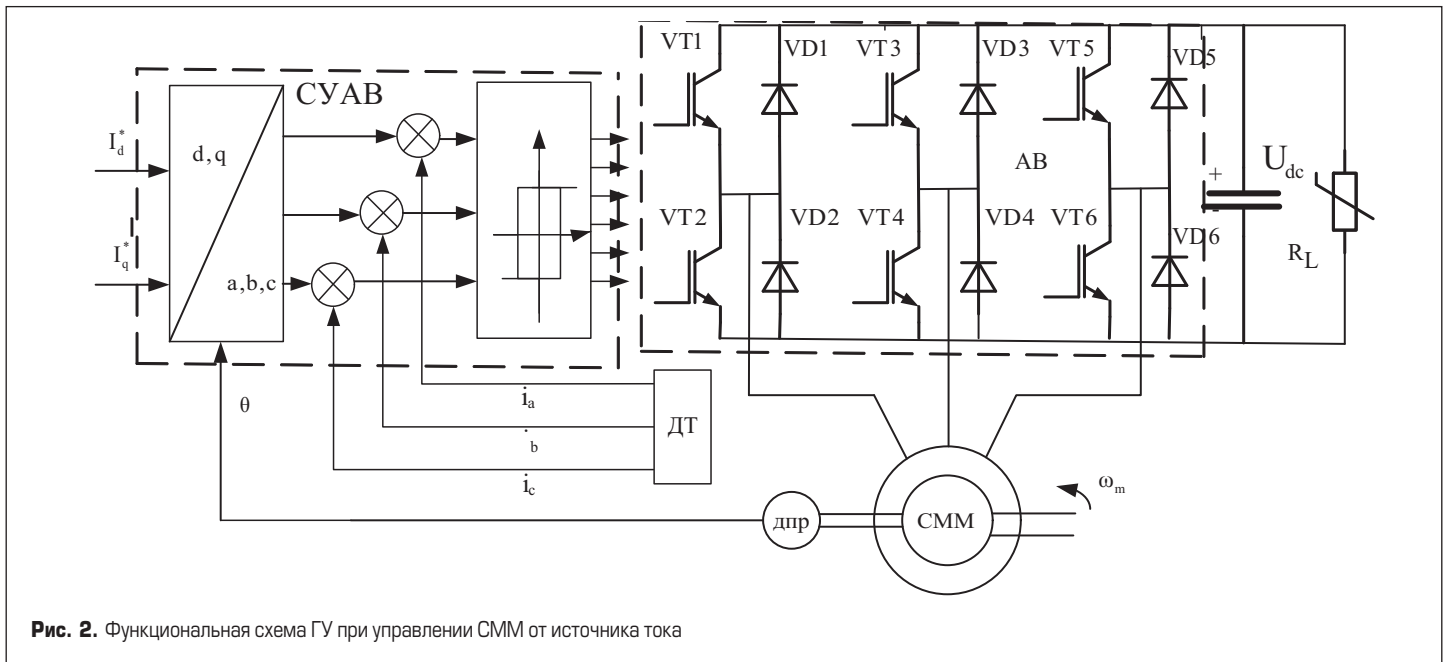 VT1
VD1
VT3
VD3
VT5
VD5
СУАВ
I*d
d,q
АВ
+
Udc
-
VT2
VD2
VT4
VD4
VT6
VD6
RL
I*q
a,b,c
θ
ia
b
ic
ДТ
ωm
дпр
СММ
Рис. 2. Функциональная схема ГУ при управлении СММ от источника тока